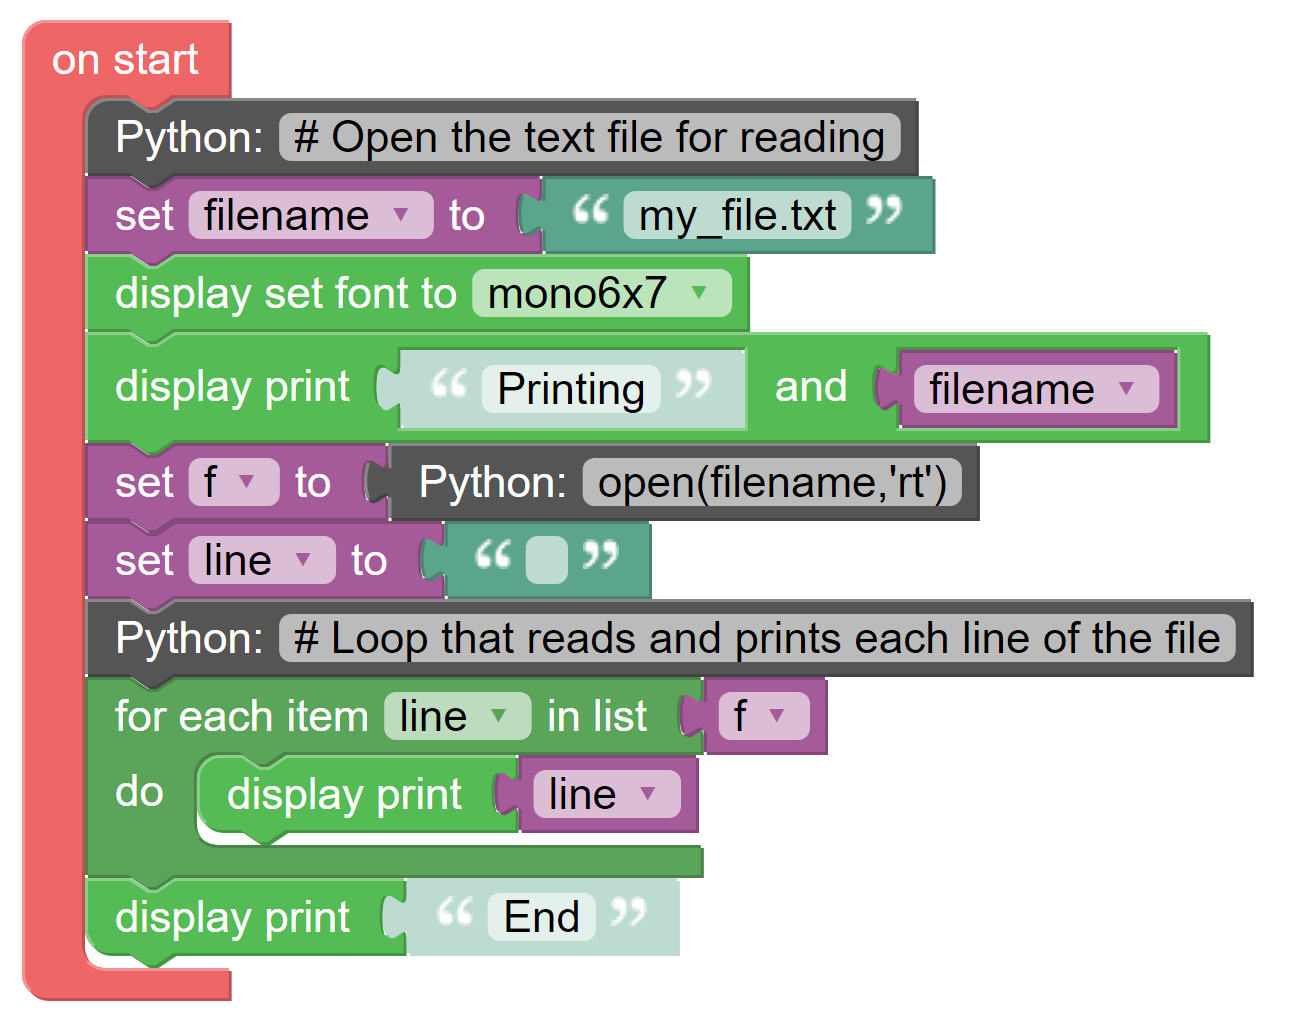 on start
Python: # Open the text file for reading
set filename ▼ to “ my_file.txt ”
display set font to mono6x7 ▼
display print “ Printing ” and filename ▼
set f ▼ to Python: open(filename,'rt')
set line ▼ to “ ”
Python: # Loop that reads and prints each line of the file
for each item line ▼ in list f ▼
do display print line ▼
display print “ End ”